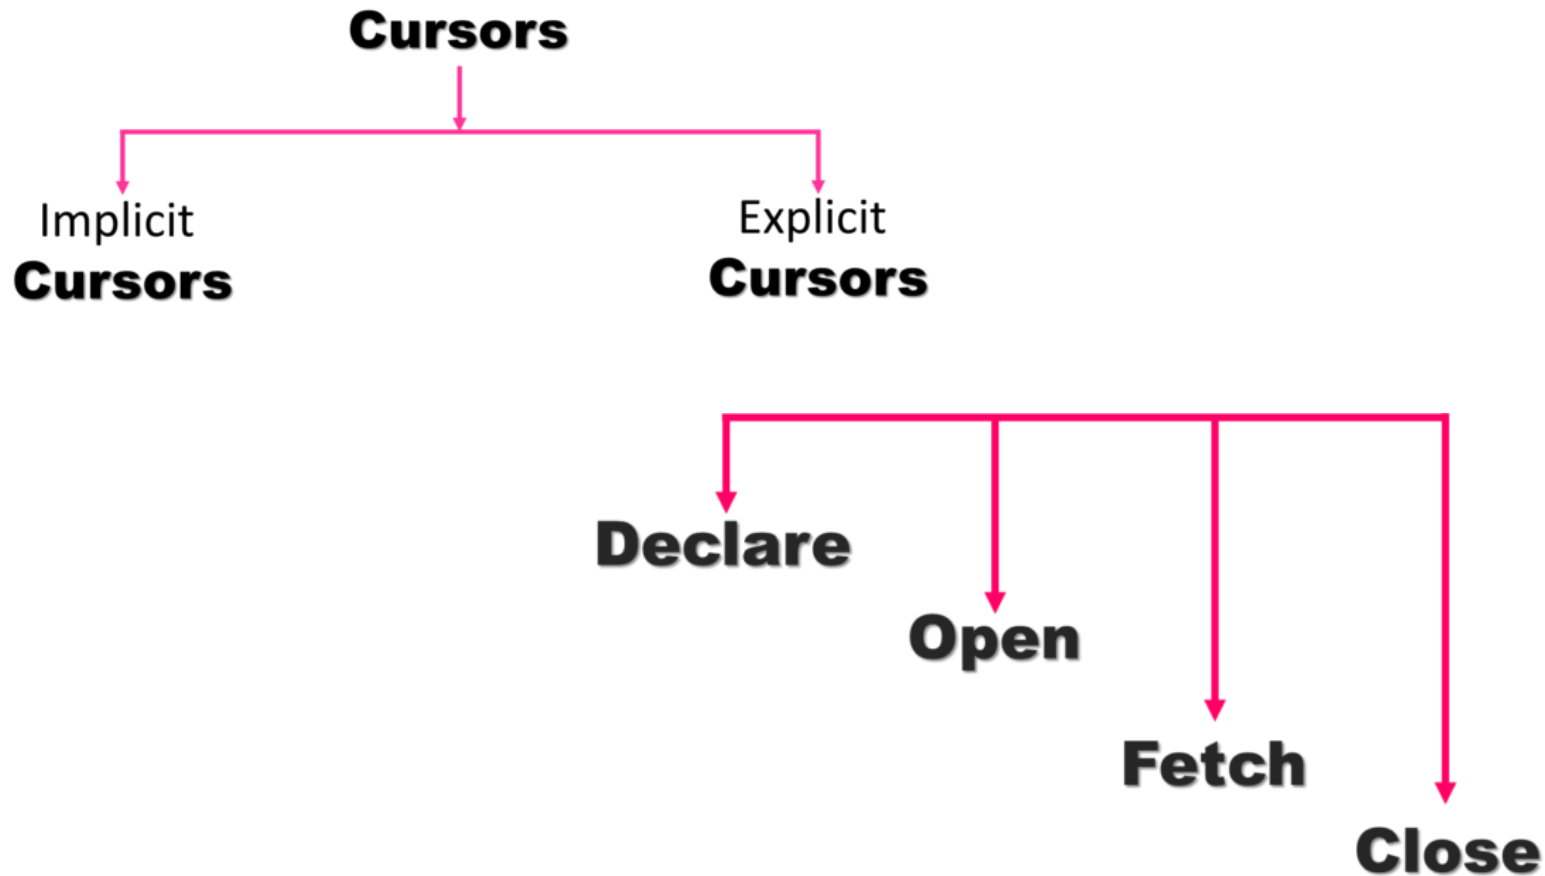 Cursors
Implicit
Cursors
Explicit
Cursors
Declare
Open
Fetch
Close